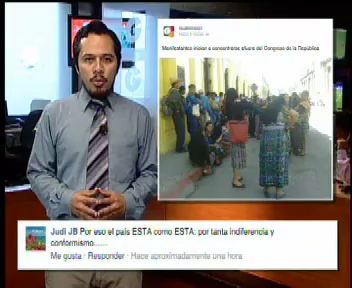 Manifestantes inician a concentrarse afuera del Congreso de la República
Judi JB Por eso el país ESTA como ESTA: por tanta indiferencia y
conformismo......
Me gusta · Responder · Hace aproximadamente una hora